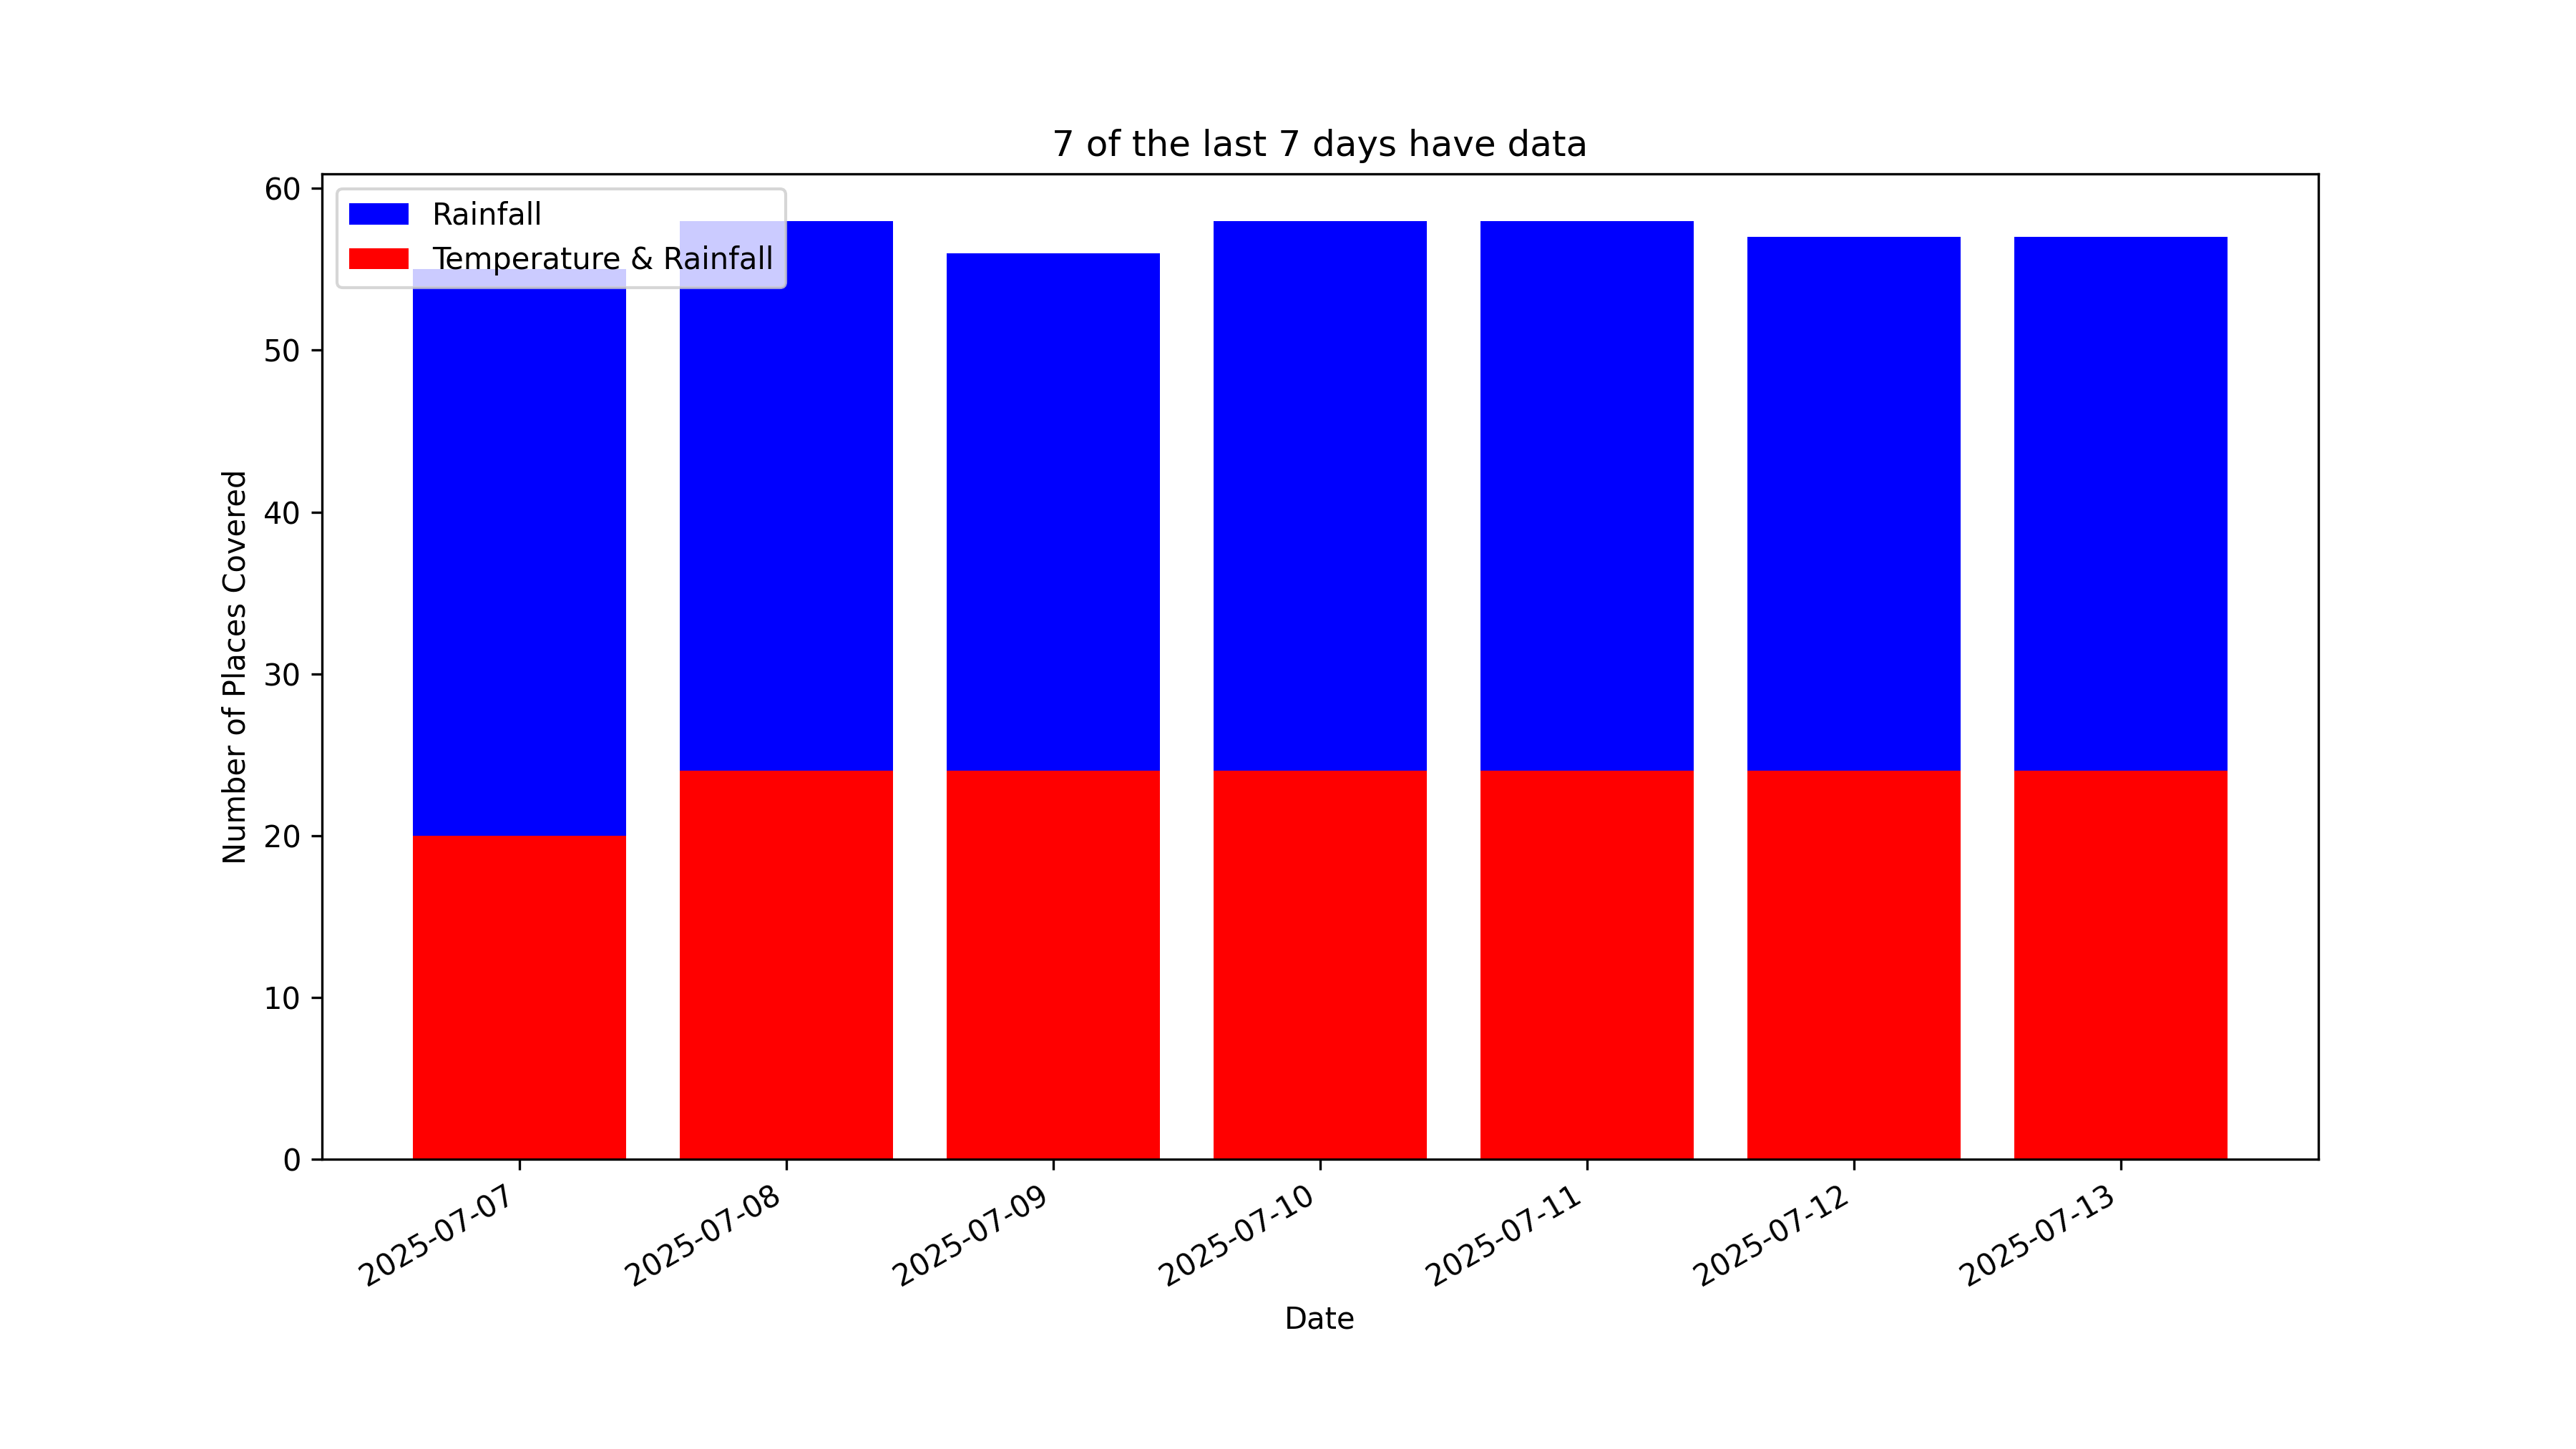 7 of the last 7 days have data
Rainfall
Temperature & Rainfall
Number of Places Covered
60
50
40
30
20
10
0
2025-07-07
2025-07-08
2025-07-09
2025-07-10
2025-07-11
2025-07-12
2025-07-13
Date